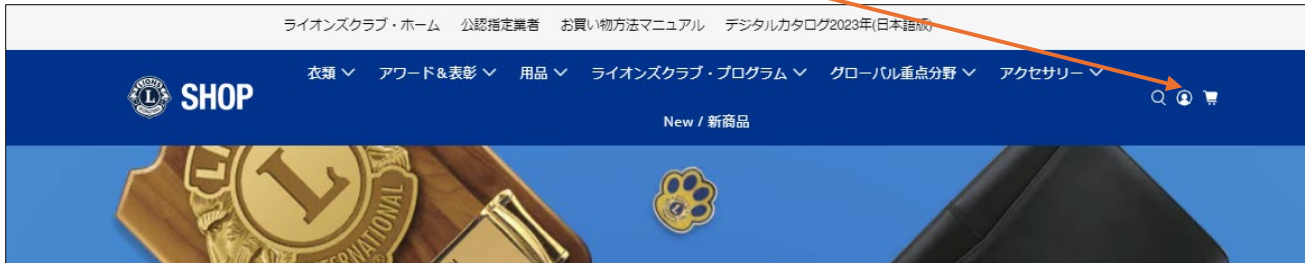 ライオンズクラブ・ホーム 公認指定業者 お買い物方法マニュアル デジタルカタログ2023年(日本語版)
衣類 アワード&表彰 用品 ライオンズクラブ・プログラム グローバル重点分野 アクセサリー
LIONS L INTERNATIONAL SHOP
New / 新商品
L
INTERNATIONAL
L